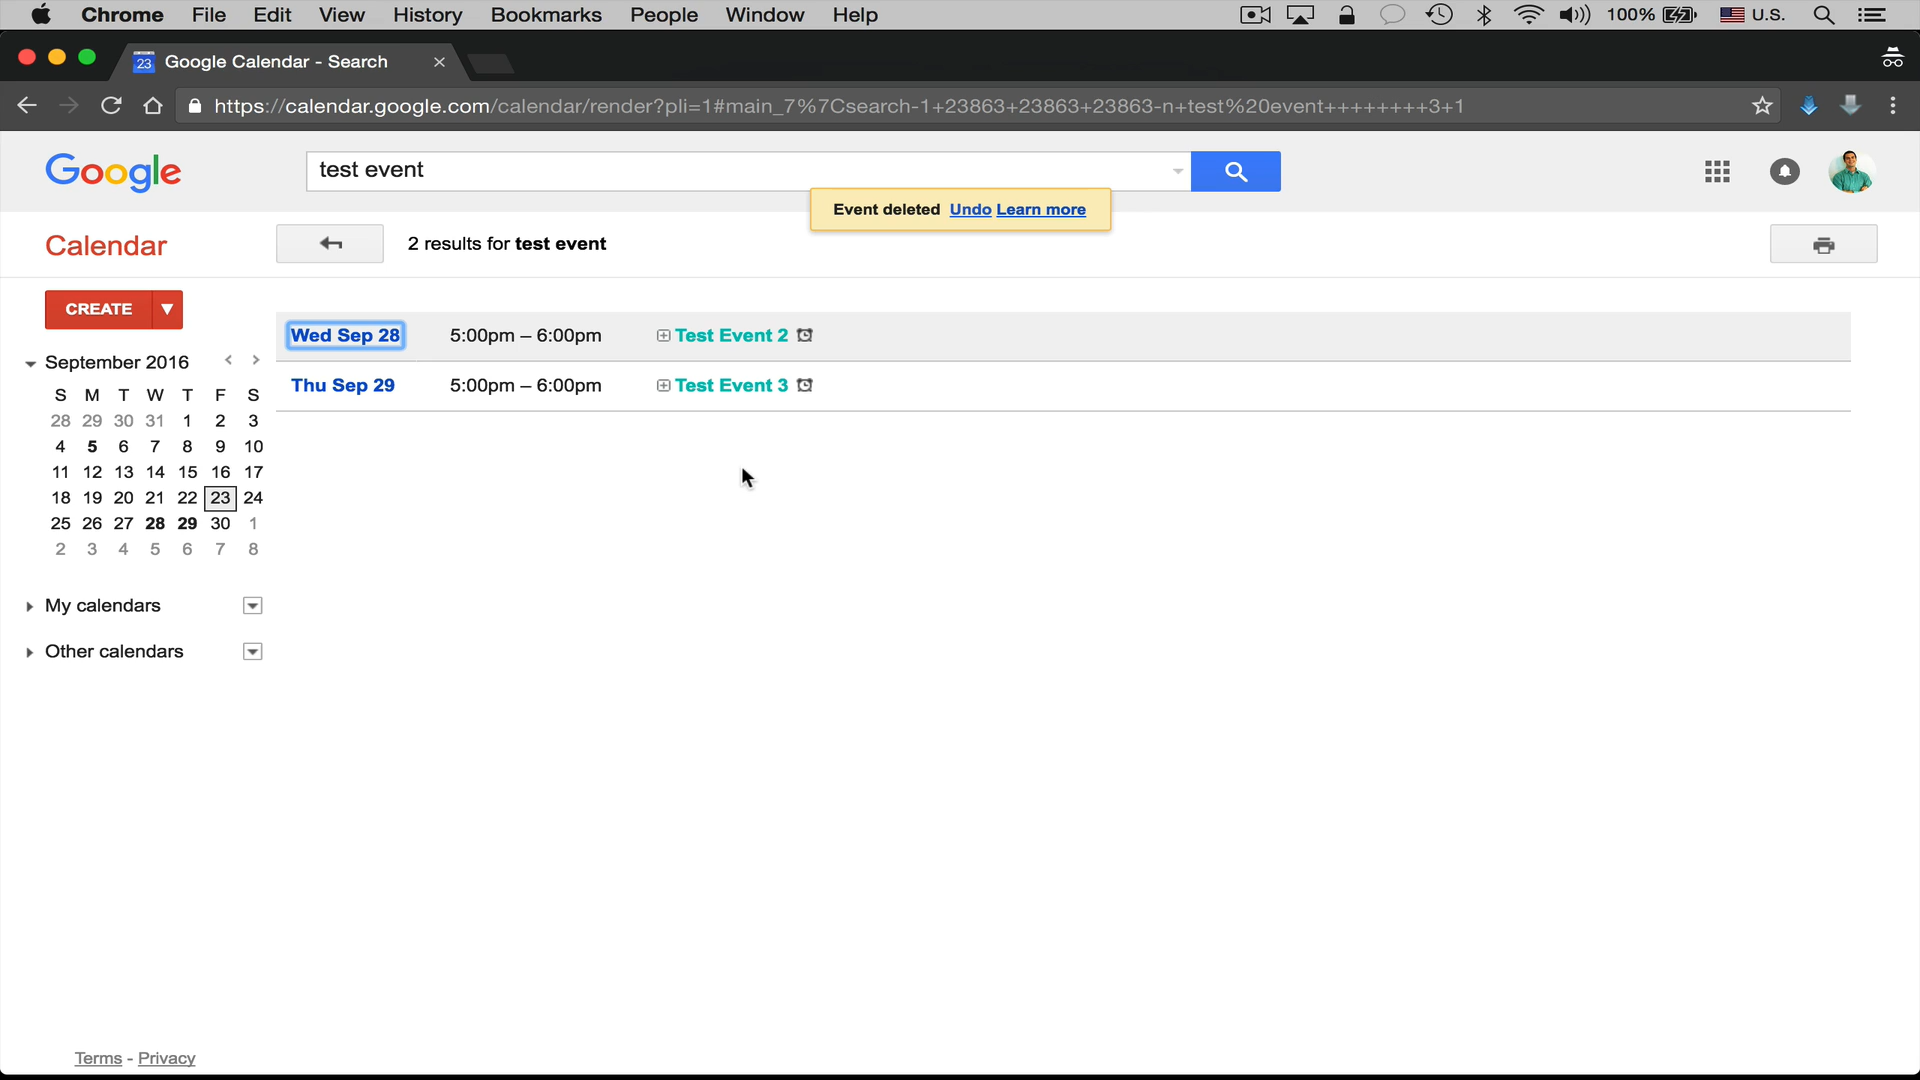 Chrome File Edit View History Bookmarks People Window Help 100% U.S.
23 Google Calendar - Search
https://calendar.google.com/calendar/render?pli=1#main_7%7Csearch-1+23863+23863+23863-n+test%20event++++++++3+1
Google test event
Event deleted Undo Learn more
Calendar 2 results for test event
CREATE
Wed Sep 28 5:00pm – 6:00pm Test Event 2
Thu Sep 29 5:00pm – 6:00pm Test Event 3
September 2016
S M T W T F S
28 29 30 31 1 2 3
4 5 6 7 8 9 10
11 12 13 14 15 16 17
18 19 20 21 22 23 24
25 26 27 28 29 30 1
2 3 4 5 6 7 8
My calendars
Other calendars
Terms - Privacy